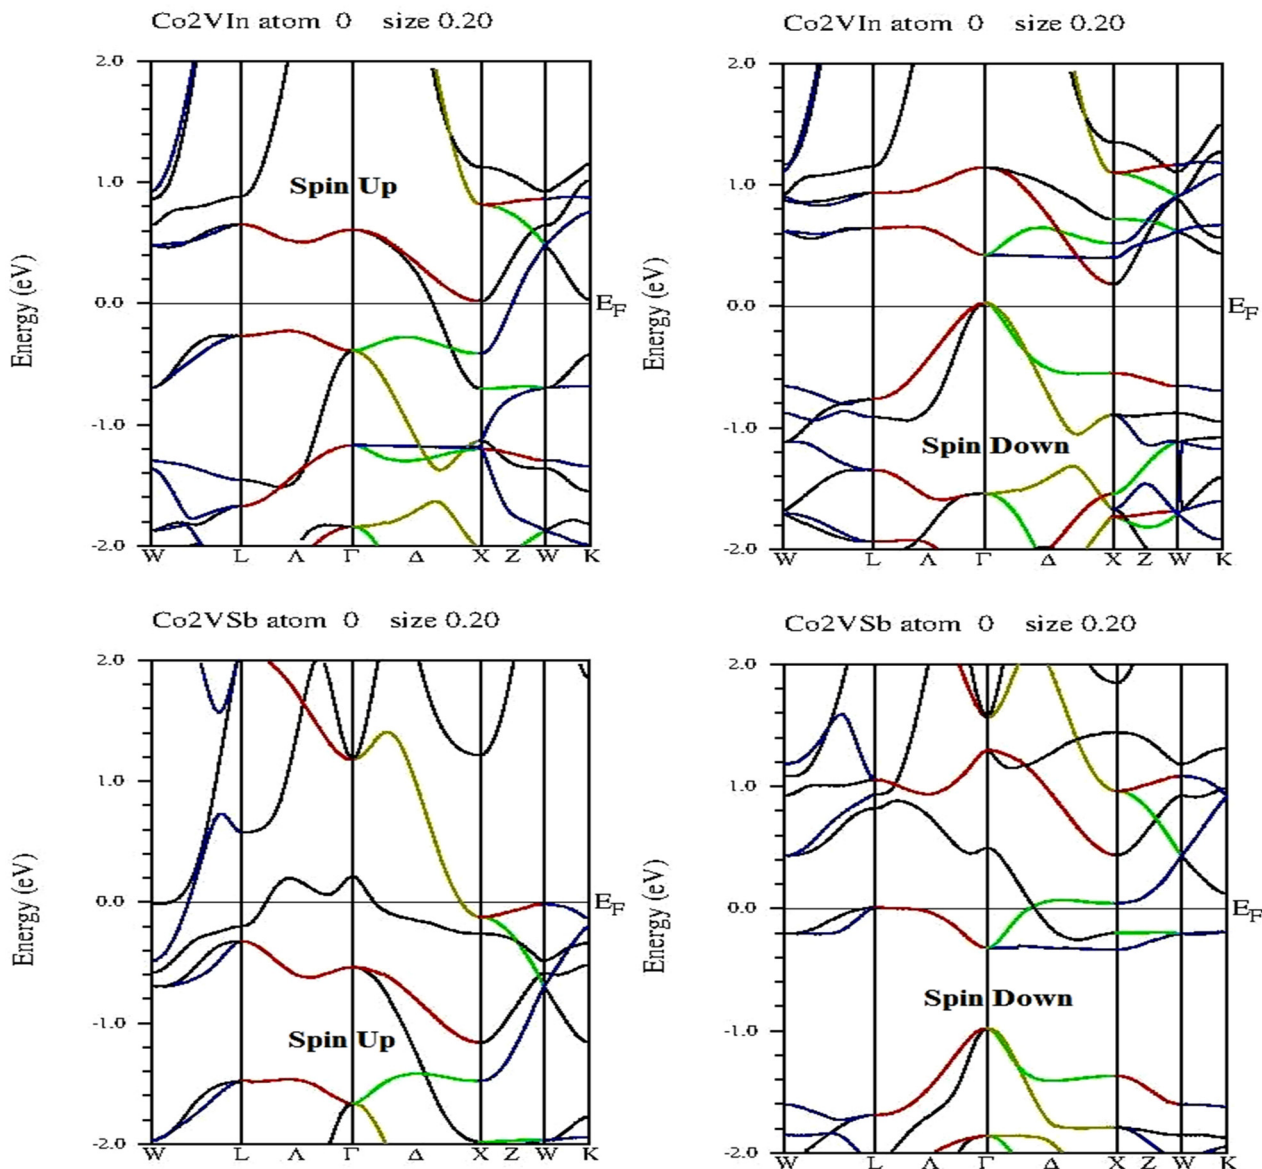 Co2VIn atom 0 size 0.20
Energy (eV)
2.0
1.0
0.0
-1.0
-2.0
Spin Up
E_F
W L Λ Γ Δ X Z W K
Co2VIn atom 0 size 0.20
Energy (eV)
2.0
1.0
0.0
-1.0
-2.0
Spin Down
E_F
W L Λ Γ Δ X Z W K
Co2VSb atom 0 size 0.20
Energy (eV)
2.0
1.0
0.0
-1.0
-2.0
Spin Up
E_F
W L Λ Γ Δ X Z W K
Co2VSb atom 0 size 0.20
Energy (eV)
2.0
1.0
0.0
-1.0
-2.0
Spin Down
E_F
W L Λ Γ Δ X Z W K